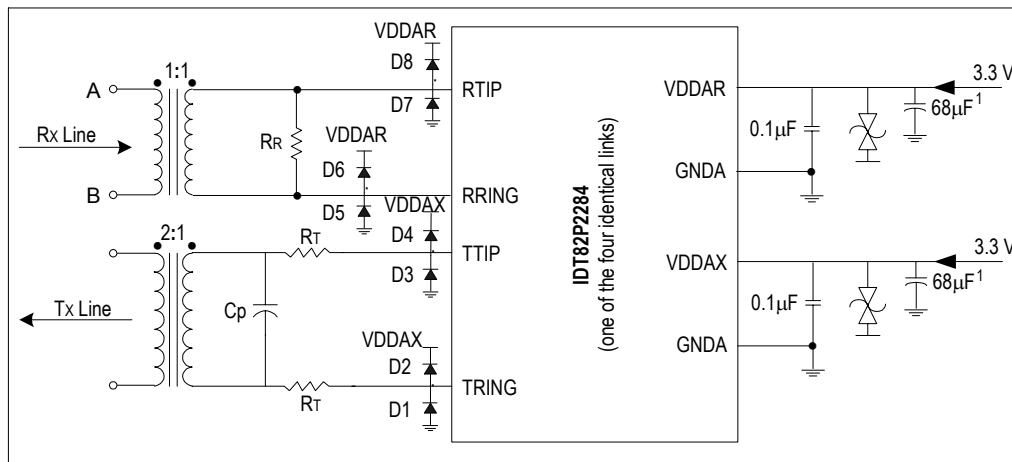 VDDAR
D8
D7
1:1
A
B
Rx Line
RR
VDDAR
D6
D5
RTIP
RRING
VDDAX
D4
D3
TTIP
2:1
RT
Cp
Tx Line
VDDAX
D2
D1
RT
TRING
IDT82P2284
(one of the four identical links)
VDDAR
3.3 V
0.1µF
68µF1
GNDA
VDDAX
3.3 V
0.1µF
68µF1
GNDA